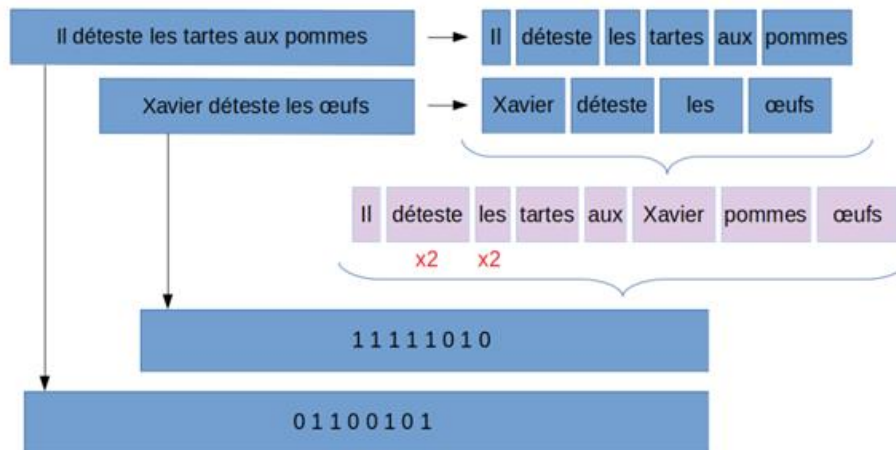 Il déteste les tartes aux pommes Il déteste les tartes aux pommes
Xavier déteste les œufs Xavier déteste les œufs
Il déteste les tartes aux Xavier pommes œufs
x2 x2
1 1 1 1 1 0 1 0
0 1 1 0 0 1 0 1